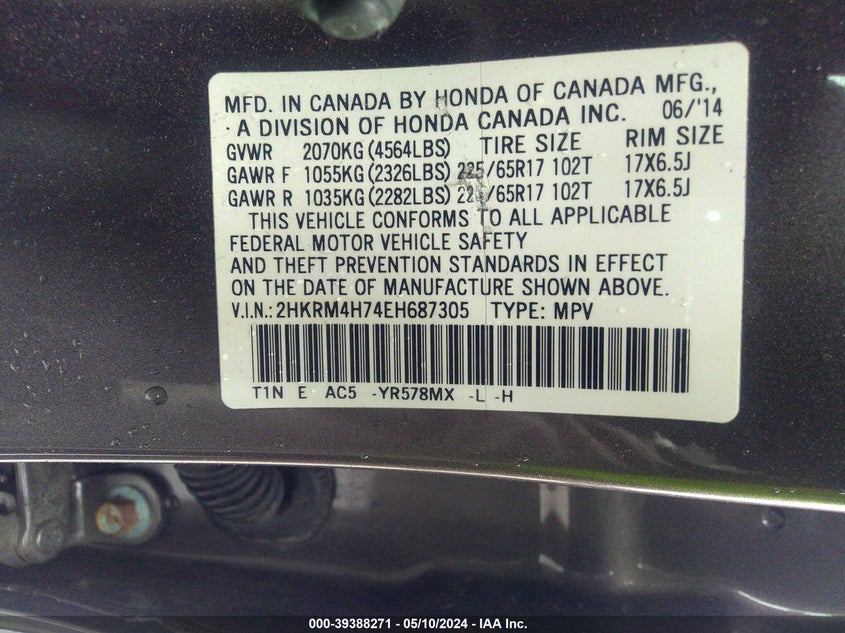 MFD. IN CANADA BY HONDA OF CANADA MFG.,
· A DIVISION OF HONDA CANADA INC. 06/'14
GVWR 2070KG (4564LBS) TIRE SIZE RIM SIZE
GAWR F 1055KG (2326LBS) 225/65R17 102T 17X6.5J
GAWR R 1035KG (2282LBS) /65R17 102T 17X6.5J
THIS VEHICLE CONFORMS TO ALL APPLICABLE
FEDERAL MOTOR VEHICLE SAFETY
AND THEFT PREVENTION STANDARDS IN EFFECT
ON THE DATE OF MANUFACTURE SHOWN ABOVE.
V.I.N.: 2HKRM4H74EH687305 TYPE: MPV
T1N E AC5 -YR578MX -L -H
000-39388271 - 05/10/2024 - IAA Inc.